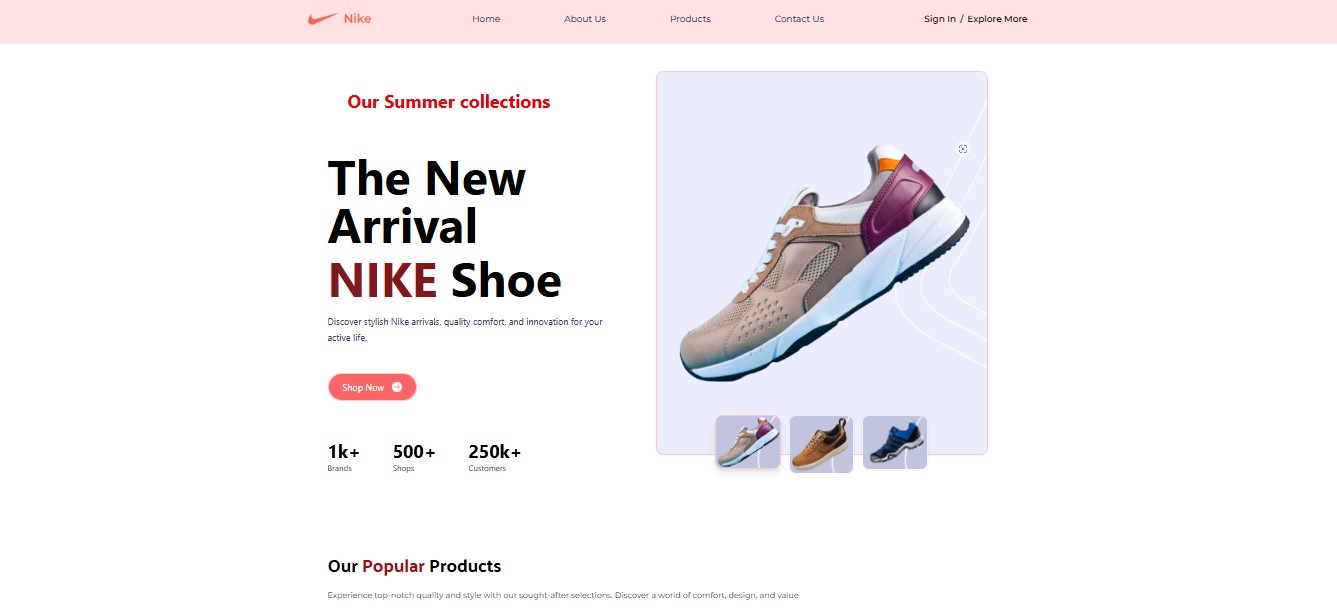 Nike
Home
About Us
Products
Contact Us
Sign In / Explore More
Our Summer collections
The New
Arrival
NIKE Shoe
Discover stylish Nike arrivals, quality comfort, and innovation for your
active life.
Shop Now
1k+
500+
250k+
Brands
Shops
Customers
Our Popular Products
Experience top-notch quality and style with our sought-after selections. Discover a world of comfort, design, and value